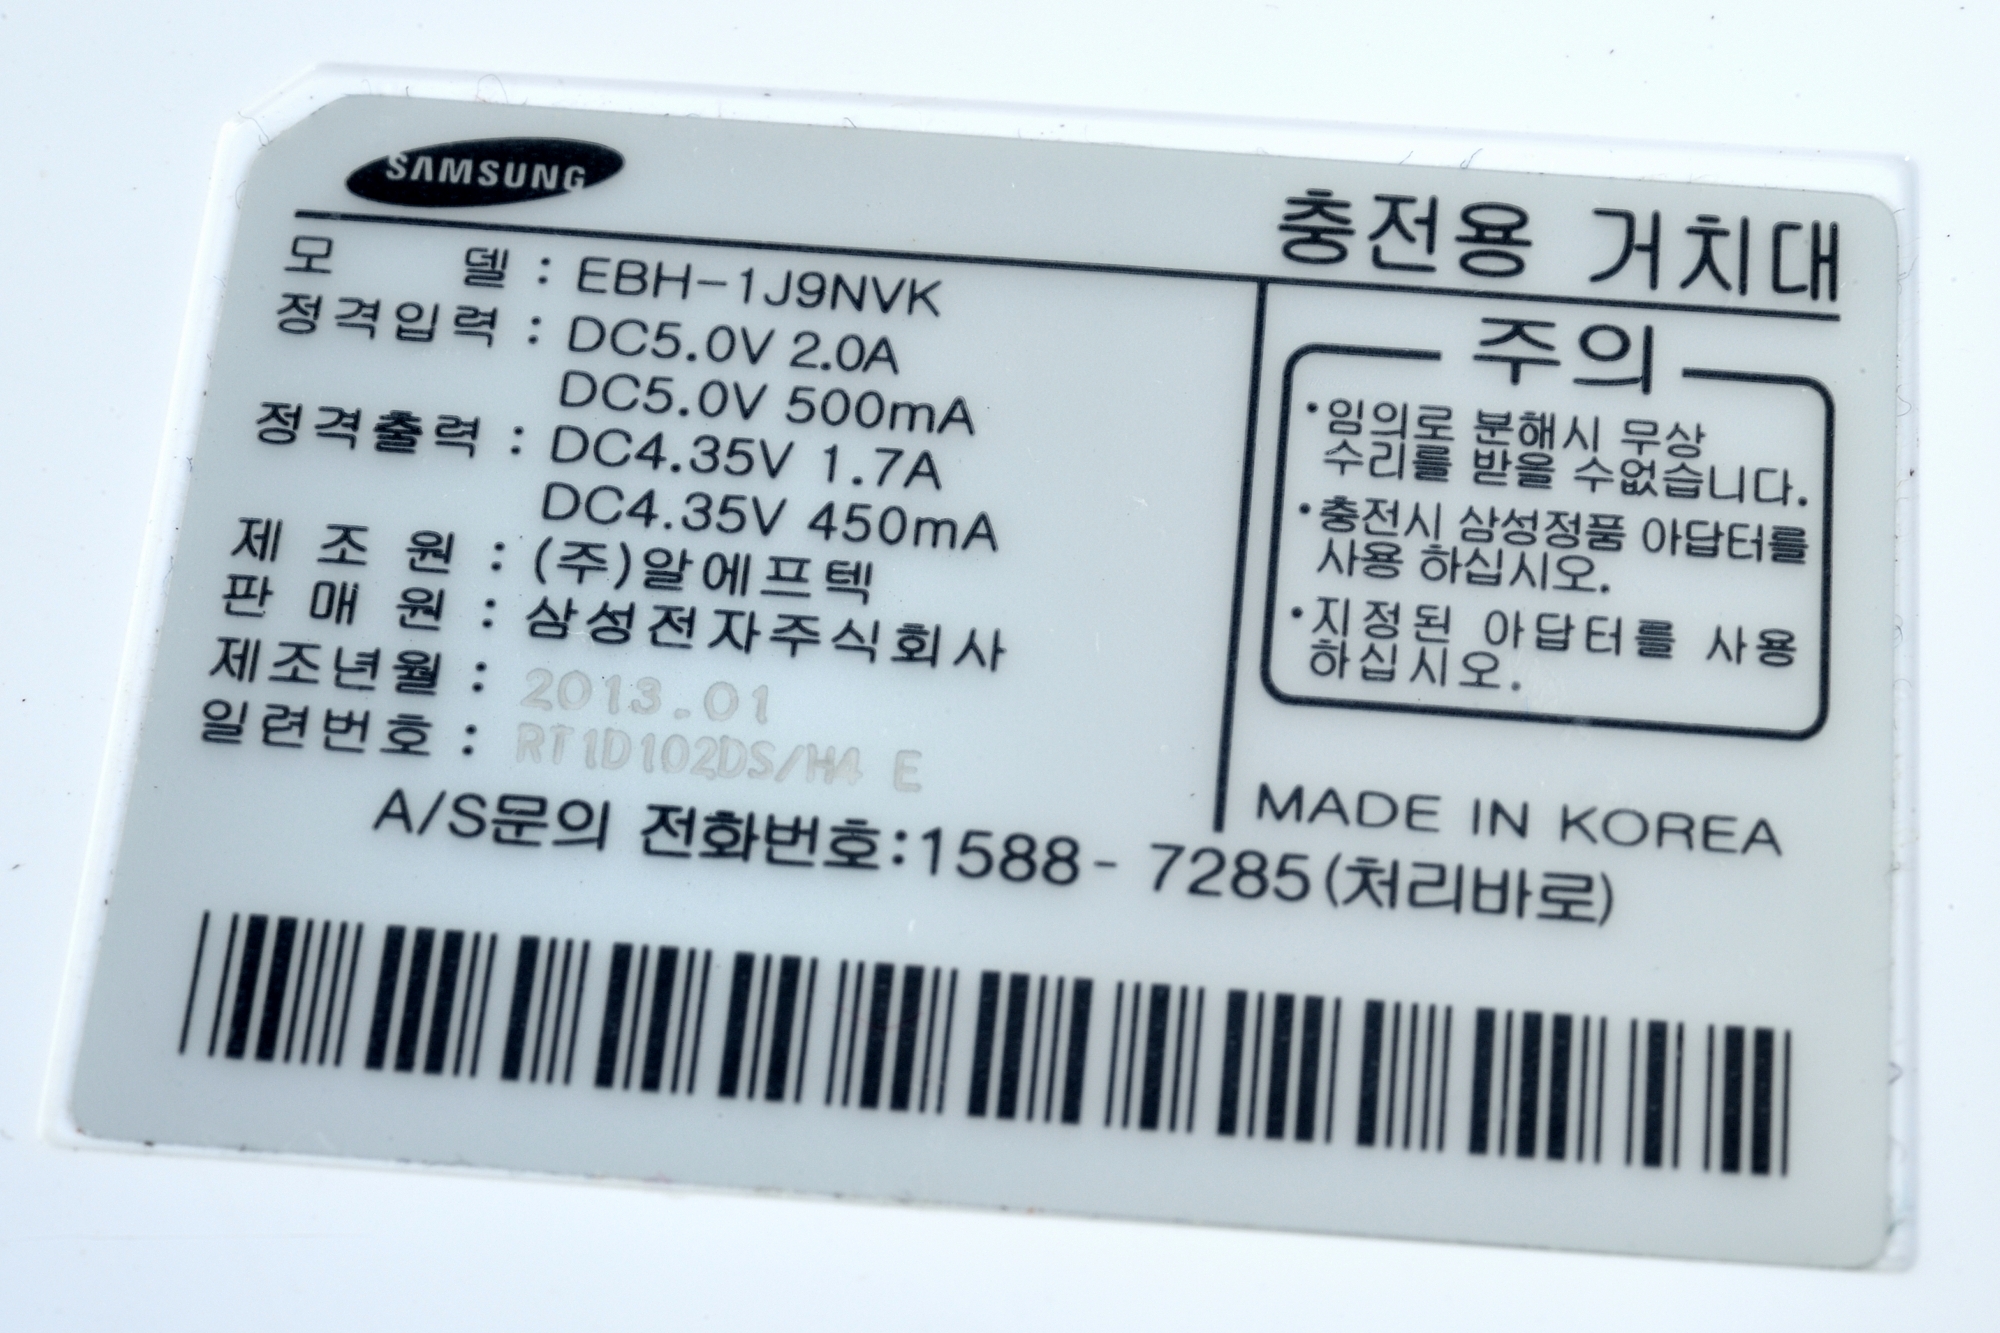 SAMSUNG
충전용 거치대
모 델 : EBH-1J9NVK
정격입력 : DC5.0V 2.0A
DC5.0V 500mA
정격출력 : DC4.35V 1.7A
DC4.35V 450mA
제 조 원 : (주)알에프텍
판 매 원 : 삼성전자주식회사
제조년월 : 2013.01
일련번호 : RT1D102DS/H4 E
주의
·임의로 분해시 무상
수리를 받을 수없습니다.
·충전시 삼성정품 아답터를
사용 하십시오.
·지정된 아답터를 사용
하십시오.
MADE IN KOREA
A/S문의 전화번호:1588- 7285(처리바로)